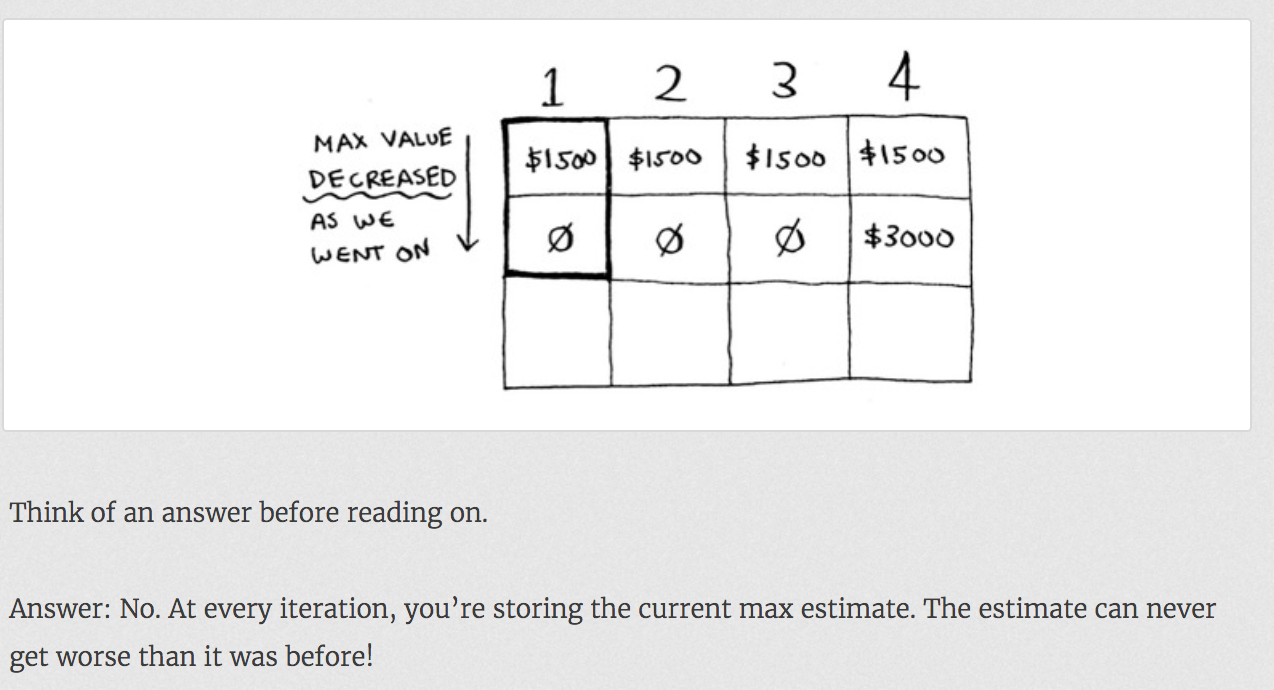 1 2 3 4
MAX VALUE
DECREASED
AS WE
WENT ON
$1500 $1500 $1500 $1500
Ø Ø Ø $3000
Think of an answer before reading on.
Answer: No. At every iteration, you’re storing the current max estimate. The estimate can never
get worse than it was before!